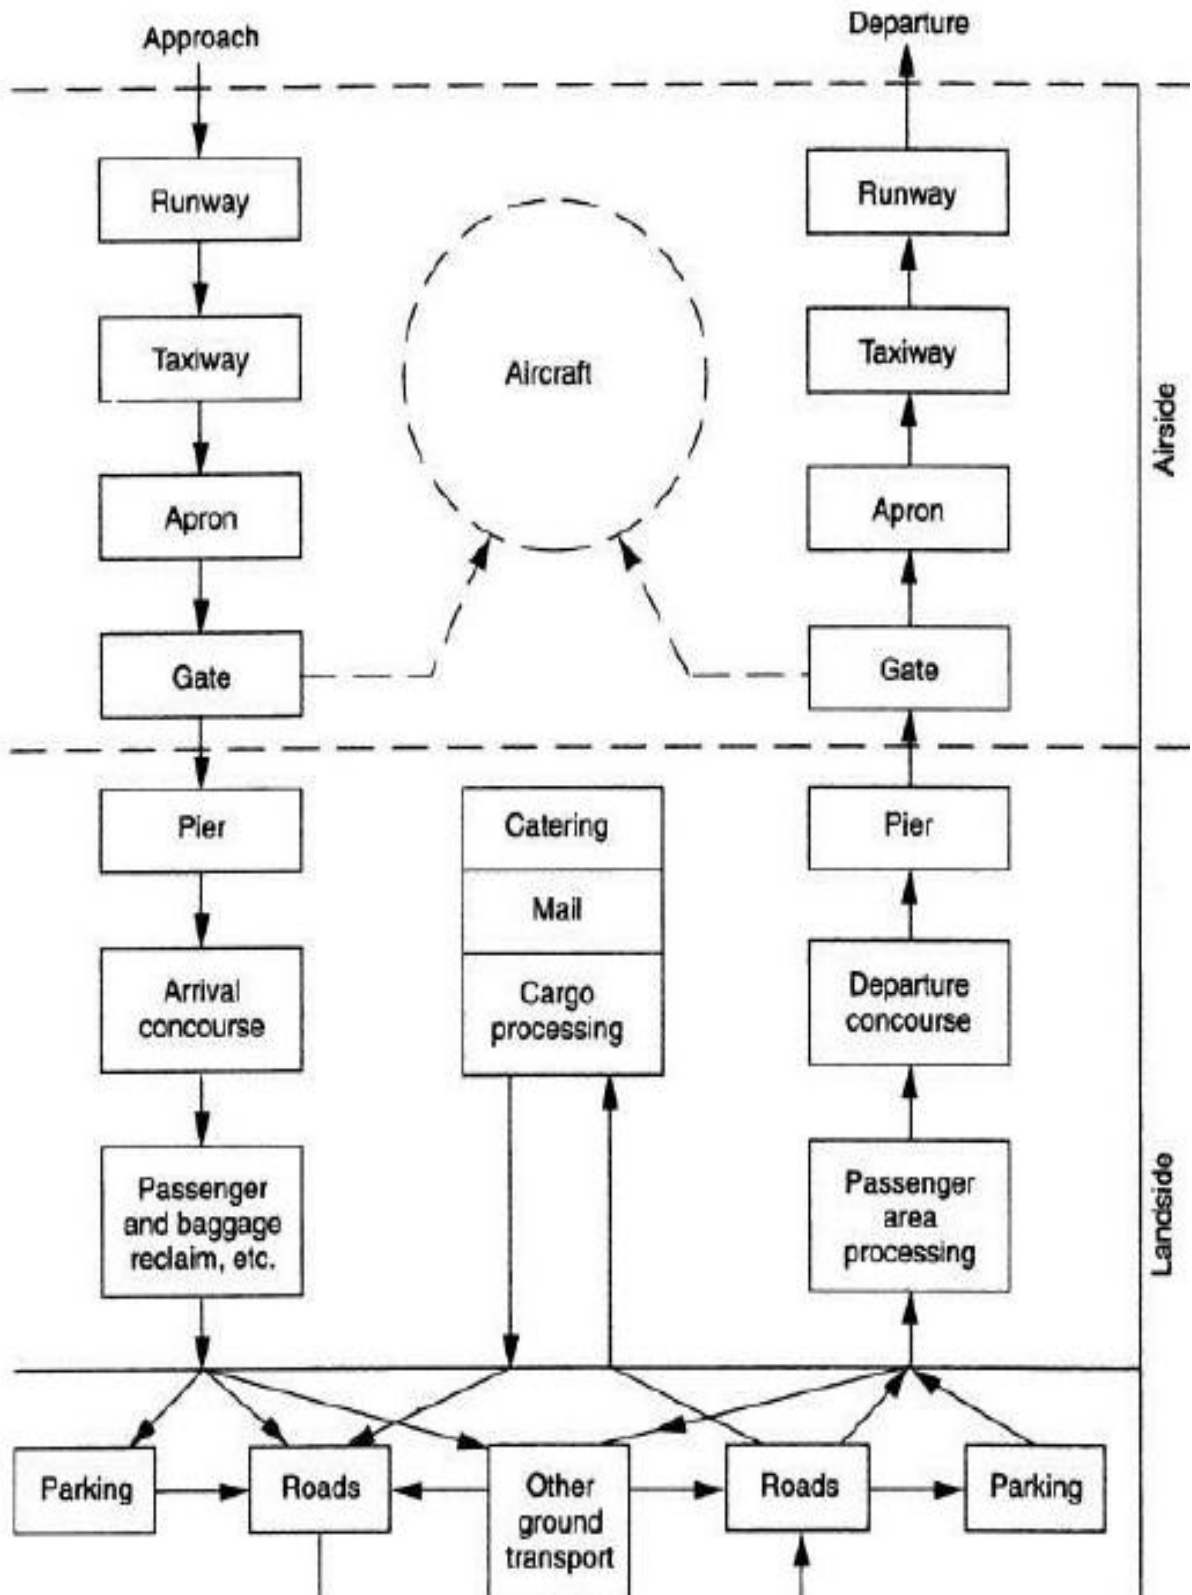 Approach
Departure
Runway
Runway
Taxiway
Aircraft
Taxiway
Airside
Apron
Apron
Gate
Gate
Pier
Catering
Pier
Mail
Arrival
concourse
Cargo
processing
Departure
concourse
Passenger
and baggage
reclaim, etc.
Passenger
area
processing
Landside
Parking
Roads
Other
ground
transport
Roads
Parking